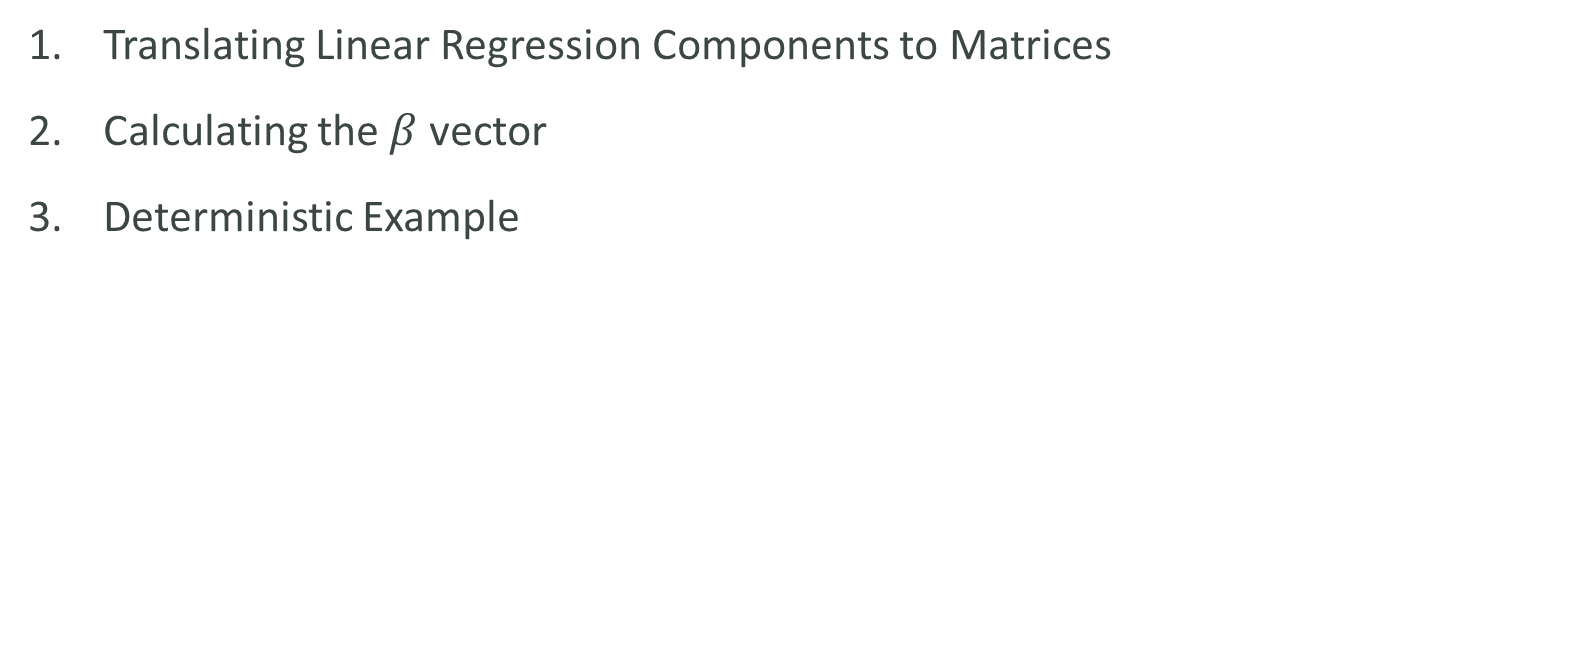 1. Translating Linear Regression Components to Matrices
2. Calculating the β vector
3. Deterministic Example